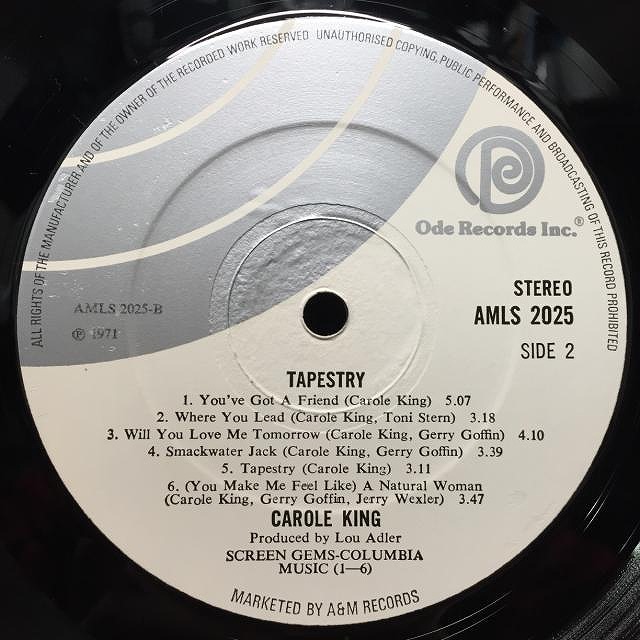 ALL RIGHTS OF THE MANUFACTURER AND OF THE OWNER OF THE RECORDED WORK RESERVED UNAUTHORISED COPYING, PUBLIC PERFORMANCE AND BROADCASTING OF THIS RECORD PROHIBITED
Ode Records Inc.®
STEREO
AMLS 2025
SIDE 2
AMLS 2025-B
℗ 1971
TAPESTRY
1. You've Got A Friend (Carole King) 5.07
2. Where You Lead (Carole King, Toni Stern) 3.18
3. Will You Love Me Tomorrow (Carole King, Gerry Goffin) 4.10
4. Smackwater Jack (Carole King, Gerry Goffin) 3.39
5. Tapestry (Carole King) 3.11
6. (You Make Me Feel Like) A Natural Woman
(Carole King, Gerry Goffin, Jerry Wexler) 3.47
CAROLE KING
Produced by Lou Adler
SCREEN GEMS-COLUMBIA
MUSIC (1—6)
MARKETED BY A&M RECORDS